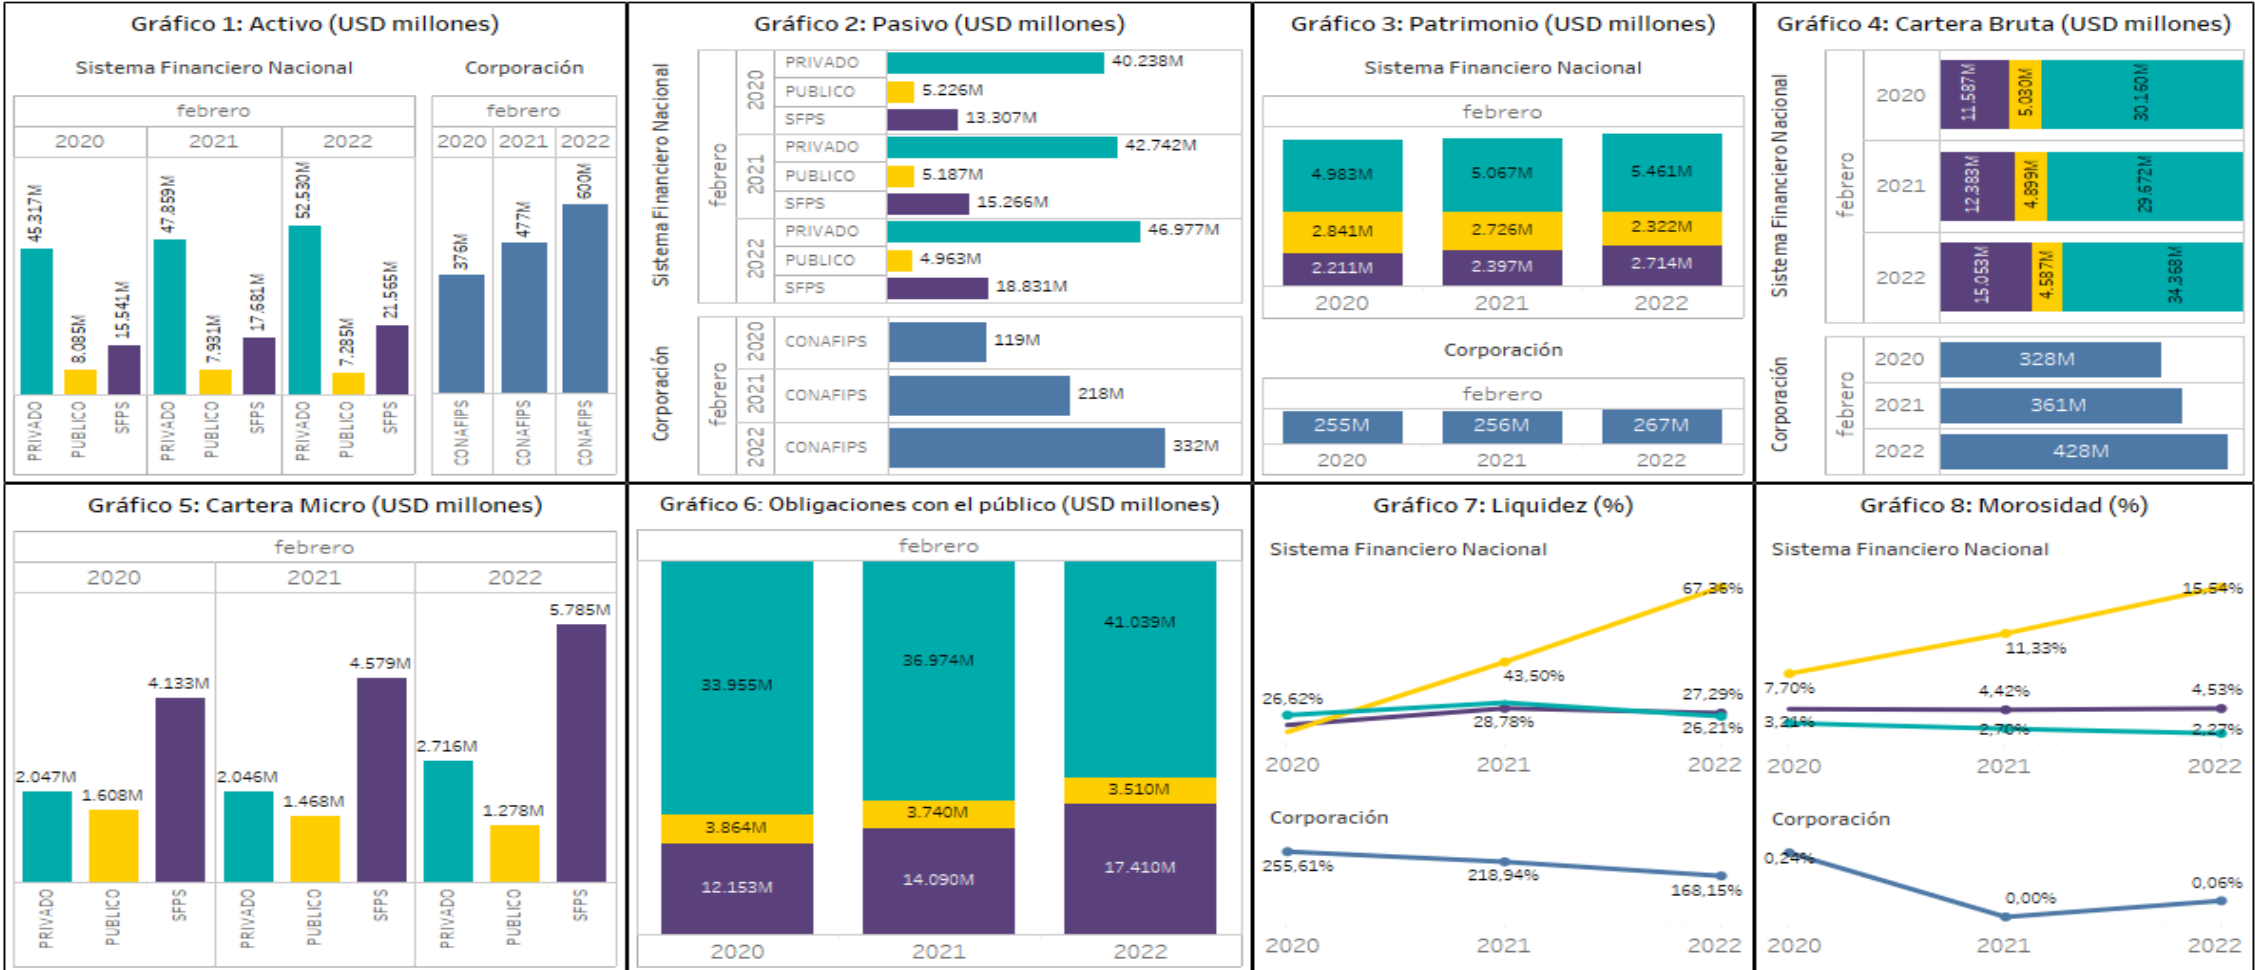 Gráfico 1: Activo (USD millones)
Sistema Financiero Nacional
Corporación
febrero
febrero
2020
2021
2022
2020
2021
2022
45.317M
8.085M
15.541M
47.859M
7.931M
17.681M
52.530M
7.285M
21.565M
376M
477M
600M
PRIVADO
PUBLICO
SFPS
PRIVADO
PUBLICO
SFPS
PRIVADO
PUBLICO
SFPS
CONAFIPS
CONAFIPS
CONAFIPS
Gráfico 2: Pasivo (USD millones)
Sistema Financiero Nacional
febrero
2020
PRIVADO
40.238M
PUBLICO
5.226M
SFPS
13.307M
2021
PRIVADO
42.742M
PUBLICO
5.187M
SFPS
15.266M
2022
PRIVADO
46.977M
PUBLICO
4.963M
SFPS
18.831M
Corporación
febrero
2020
CONAFIPS
119M
2021
CONAFIPS
218M
2022
CONAFIPS
332M
Gráfico 3: Patrimonio (USD millones)
Sistema Financiero Nacional
febrero
4.983M
5.067M
5.461M
2.841M
2.726M
2.322M
2.211M
2.397M
2.714M
2020
2021
2022
Corporación
febrero
255M
256M
267M
2020
2021
2022
Gráfico 4: Cartera Bruta (USD millones)
Sistema Financiero Nacional
febrero
2020
11.587M
5.030M
30.160M
2021
12.383M
4.899M
29.672M
2022
15.053M
4.587M
34.368M
Corporación
febrero
2020
328M
2021
361M
2022
428M
Gráfico 5: Cartera Micro (USD millones)
febrero
2020
2021
2022
2.047M
1.608M
4.133M
2.046M
1.468M
4.579M
2.716M
1.278M
5.785M
PRIVADO
PUBLICO
SFPS
PRIVADO
PUBLICO
SFPS
PRIVADO
PUBLICO
SFPS
Gráfico 6: Obligaciones con el público (USD millones)
febrero
33.955M
36.974M
41.039M
3.864M
3.740M
3.510M
12.153M
14.090M
17.410M
2020
2021
2022
Gráfico 7: Liquidez (%)
Sistema Financiero Nacional
67,36%
43,50%
26,62%
28,78%
27,29%
26,21%
2020
2021
2022
Corporación
255,61%
218,94%
168,15%
2020
2021
2022
Gráfico 8: Morosidad (%)
Sistema Financiero Nacional
15,54%
11,33%
7,70%
4,42%
4,53%
3,21%
2,70%
2,27%
2020
2021
2022
Corporación
0,24%
0,00%
0,06%
2020
2021
2022